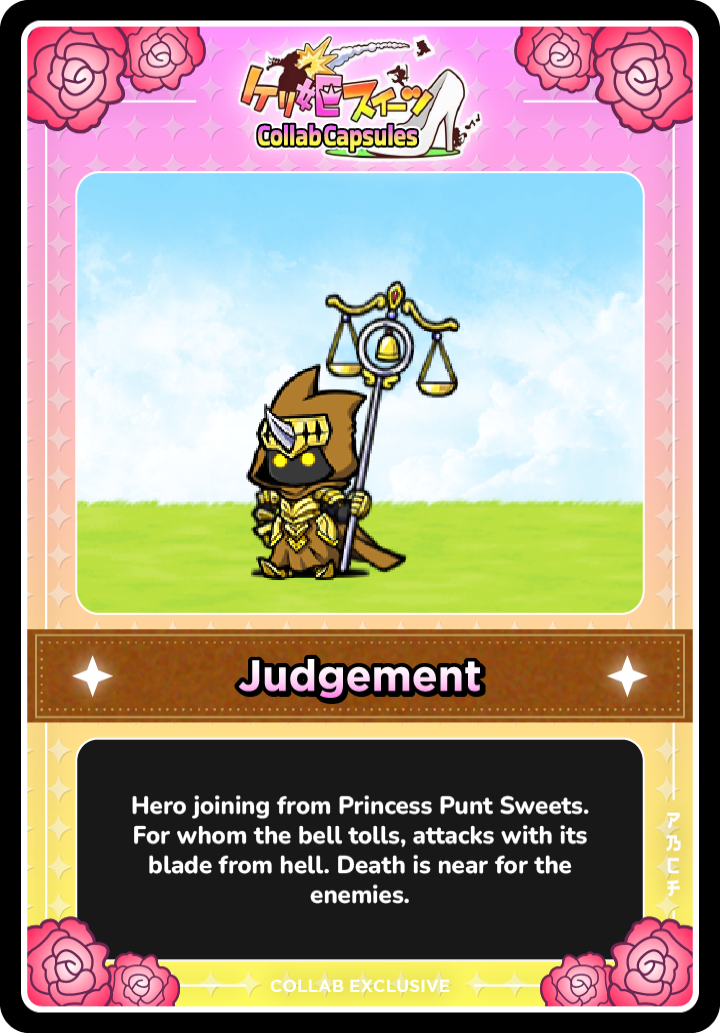 ケリ姫スイーツ
Collab Capsules
Judgement
Hero joining from Princess Punt Sweets.
For whom the bell tolls, attacks with its
blade from hell. Death is near for the
enemies.
COLLAB EXCLUSIVE